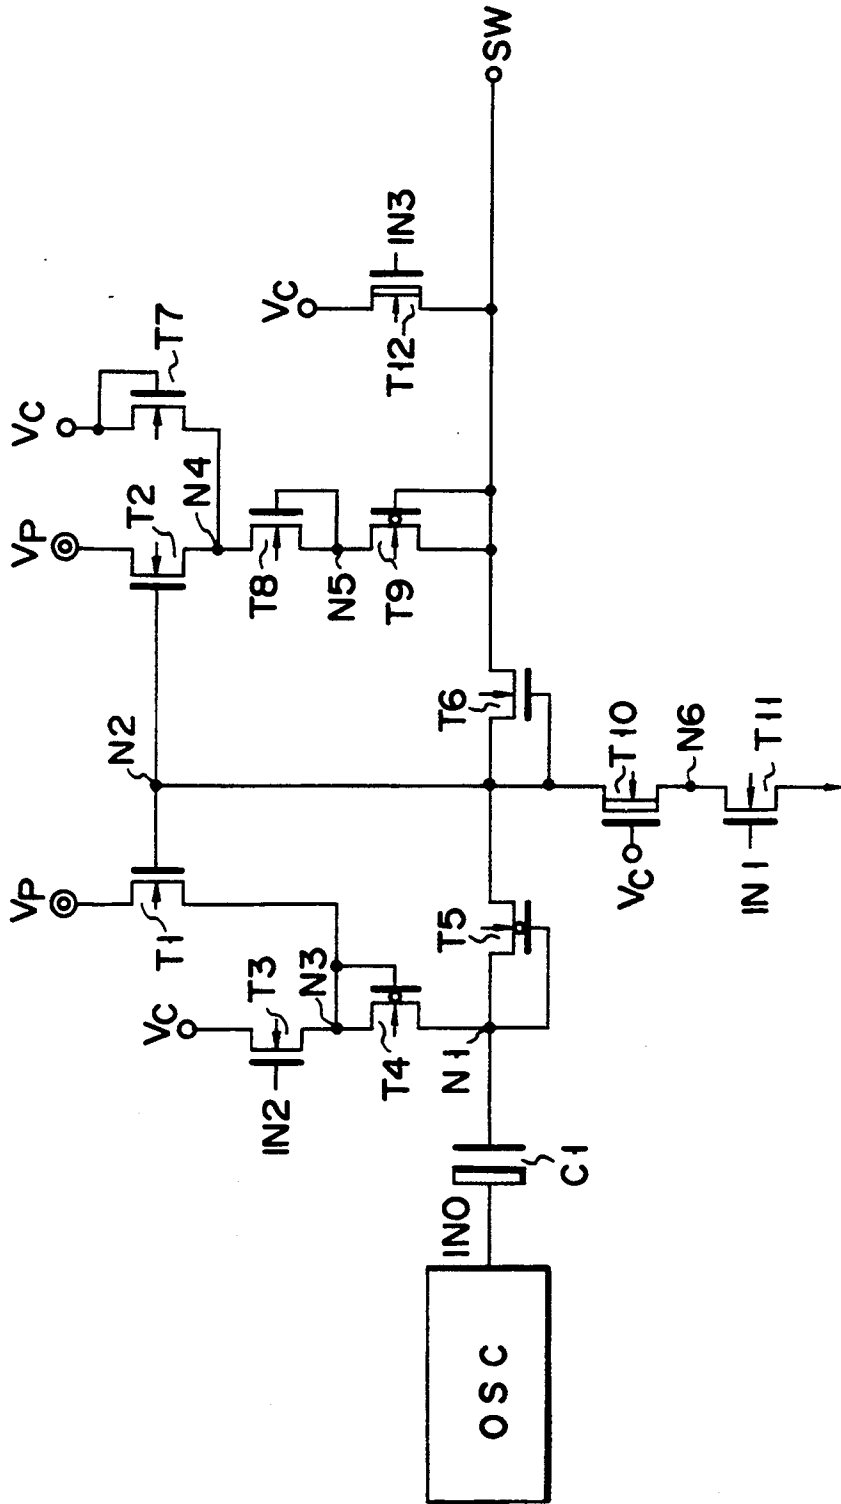 SW
VC
IN3
T12
VC
T7
VP
T2
N4
T8
N5
T9
T6
N2
T10
N6
T11
VC
IN1
VP
T1
T5
VC
T3
N3
IN2
T4
N1
C1
IN0
OSC